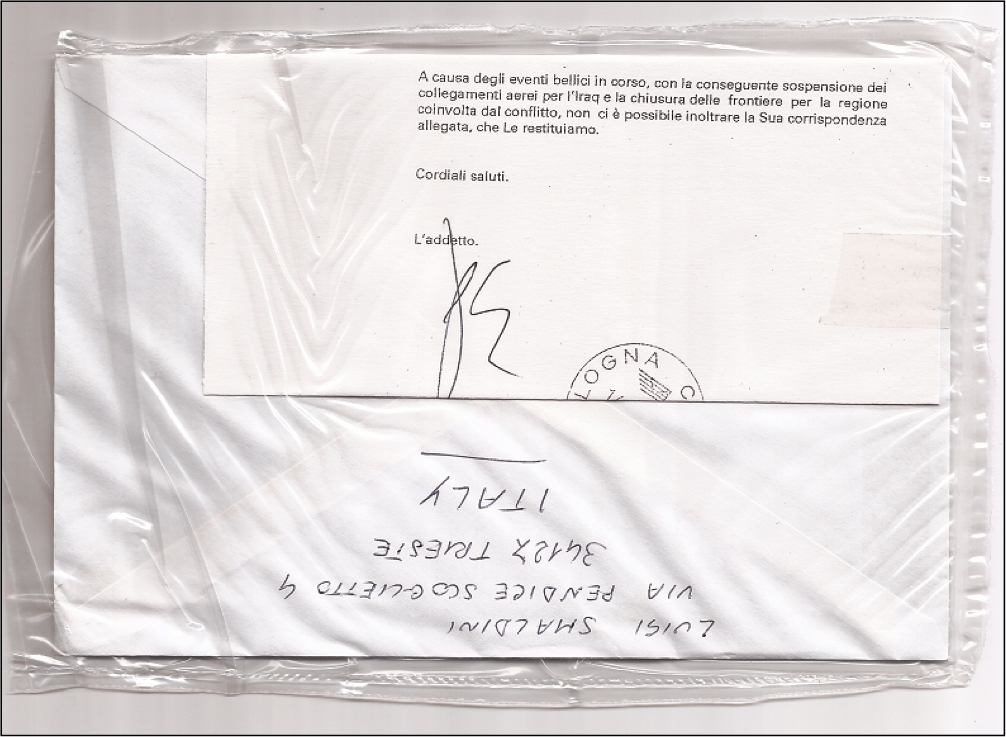 A causa degli eventi bellici in corso, con la conseguente sospensione dei
collegamenti aerei per l'Iraq e la chiusura delle frontiere per la regione
coinvolta dal conflitto, non ci è possibile inoltrare la Sua corrispondenza
allegata, che Le restituiamo.
Cordiali saluti.
L'addetto.
LUIGI SMALDINI
VIA PENDICE SCOGLIETTO 4
34127 TRIESTE
ITALY